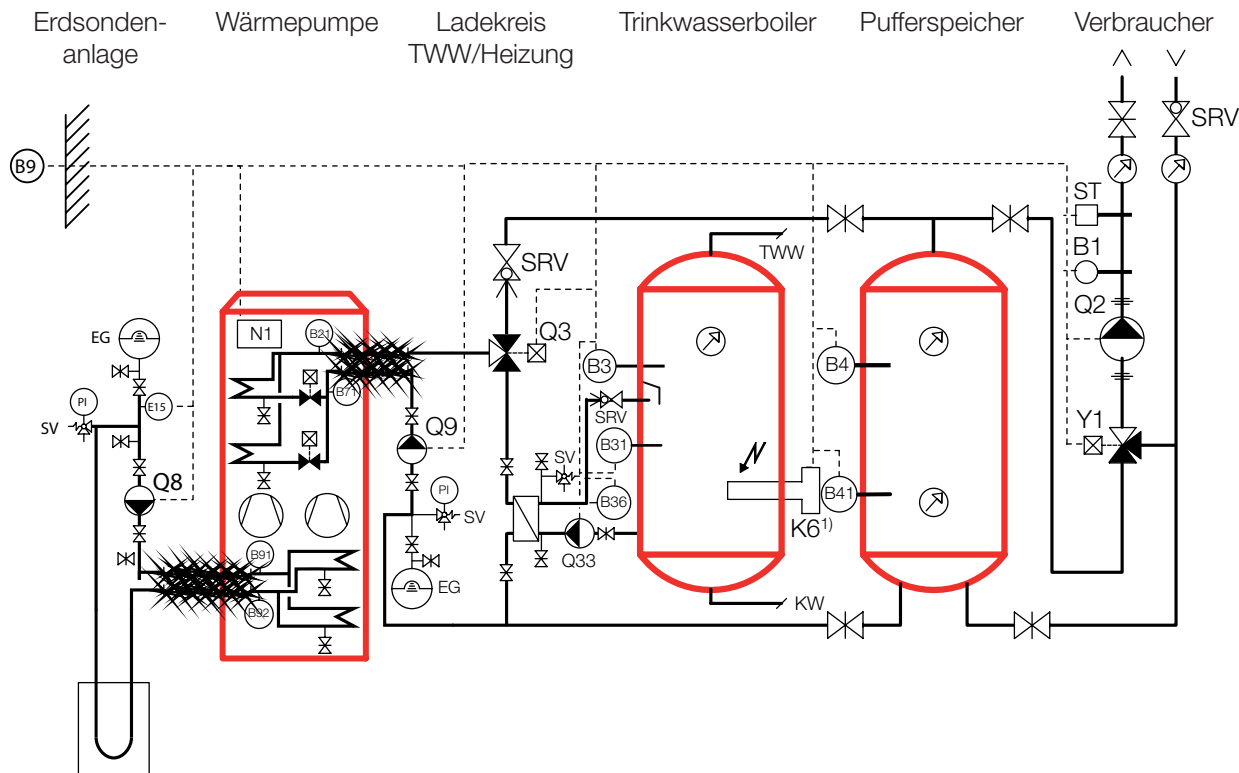 Erdsonden-
anlage
Wärmepumpe
Ladekreis
TWW/Heizung
Trinkwasserboiler
Pufferspeicher
Verbraucher
SRV
B9
ST
B1
Q2
TWW
SRV
Q3
N1
B21
B71
EG
PI
SV
E15
B3
B4
SRV
Y1
Q9
B31
SV
Q8
PI
SV
B36
B41
K6¹⁾
Q33
B91
B92
EG
KW